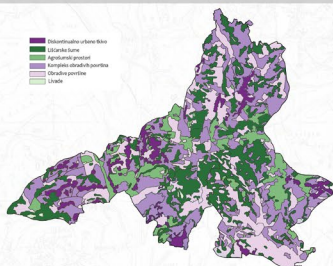 Diskontinualno urbano tkivo
Lišćarske šume
Agrošumski prostori
Kompleks obradivih površina
Obradive površine
Livade